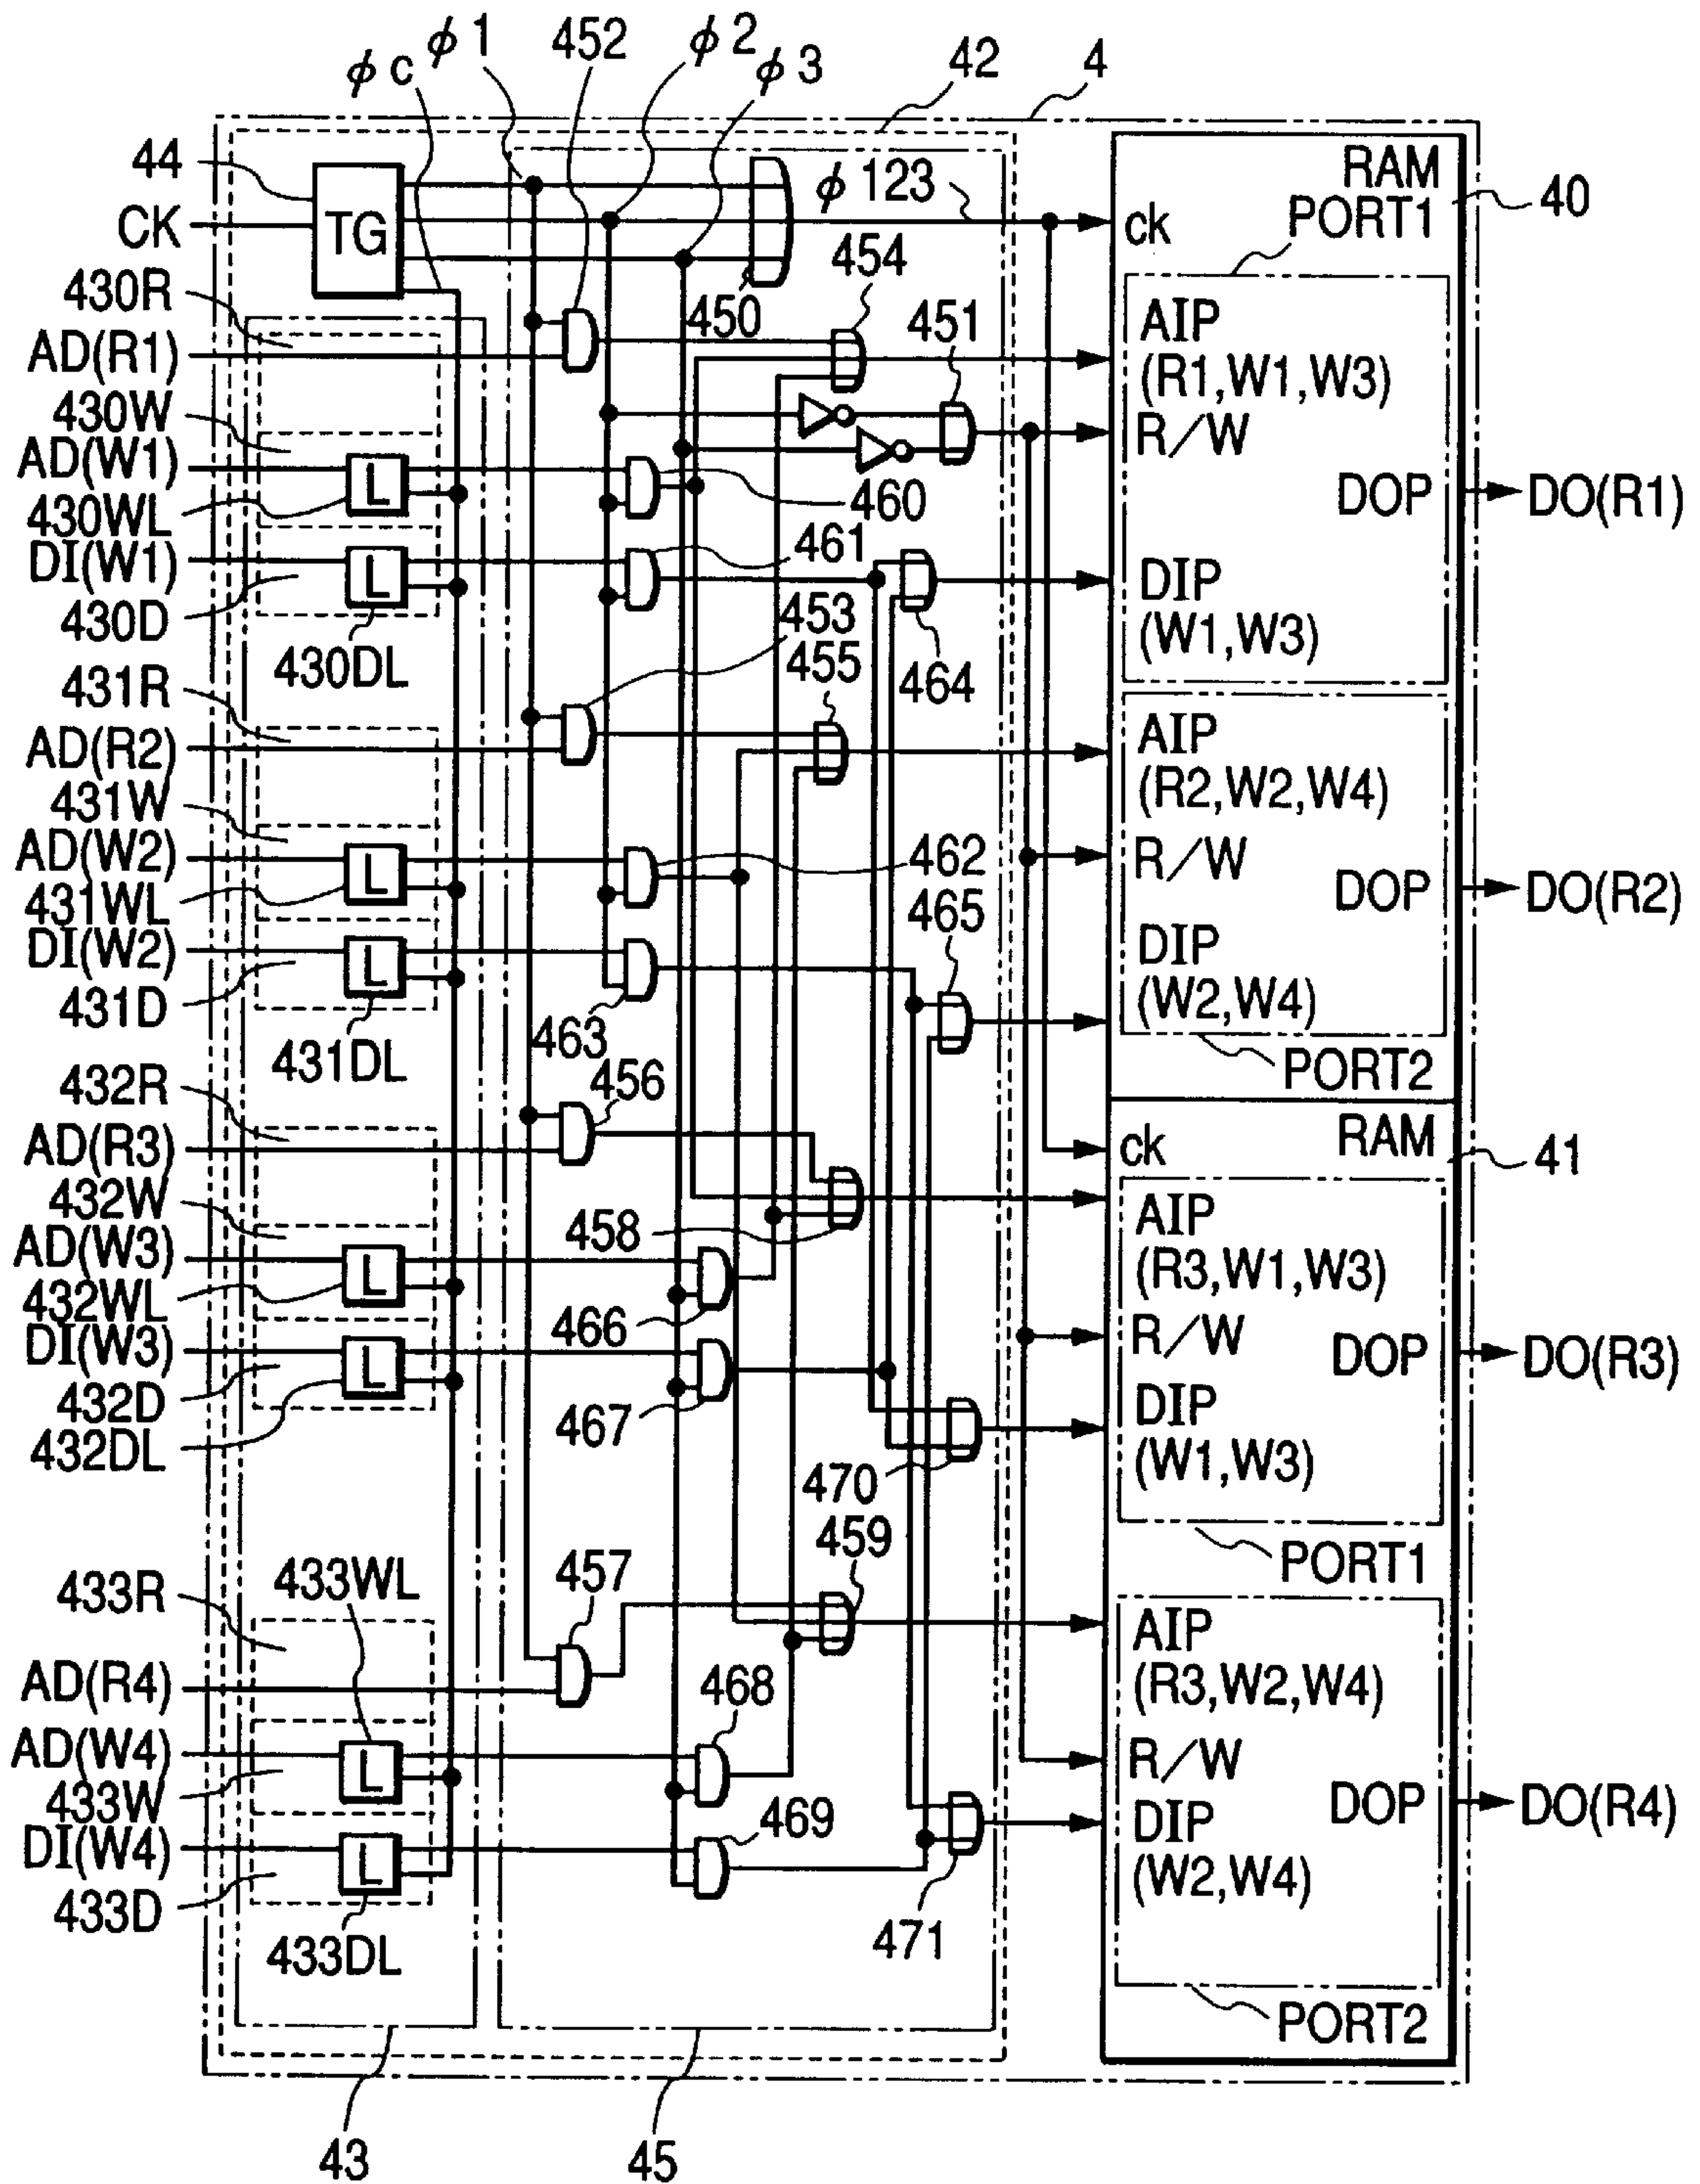 φ c
φ 1
452
φ 2
φ 3
42
4
44
CK
TG
φ 123
RAM
PORT1
40
ck
430R
450
454
451
AD(R1)
AIP
(R1,W1,W3)
430W
R/W
AD(W1)
L
430WL
460
DOP
DO(R1)
DI(W1)
L
461
DIP
(W1,W3)
430D
430DL
453
464
431R
455
AD(R2)
AIP
(R2,W2,W4)
431W
AD(W2)
L
462
R/W
431WL
465
DOP
DO(R2)
DI(W2)
L
DIP
(W2,W4)
431D
431DL
463
PORT2
432R
456
AD(R3)
ck
RAM
41
432W
458
AIP
(R3,W1,W3)
AD(W3)
L
432WL
466
R/W
DI(W3)
L
DOP
DO(R3)
432D
467
DIP
(W1,W3)
432DL
470
459
433R
433WL
457
PORT1
AIP
(R3,W2,W4)
AD(R4)
468
AD(W4)
L
R/W
433W
469
DOP
DO(R4)
DI(W4)
L
DIP
(W2,W4)
433D
433DL
471
PORT2
43
45